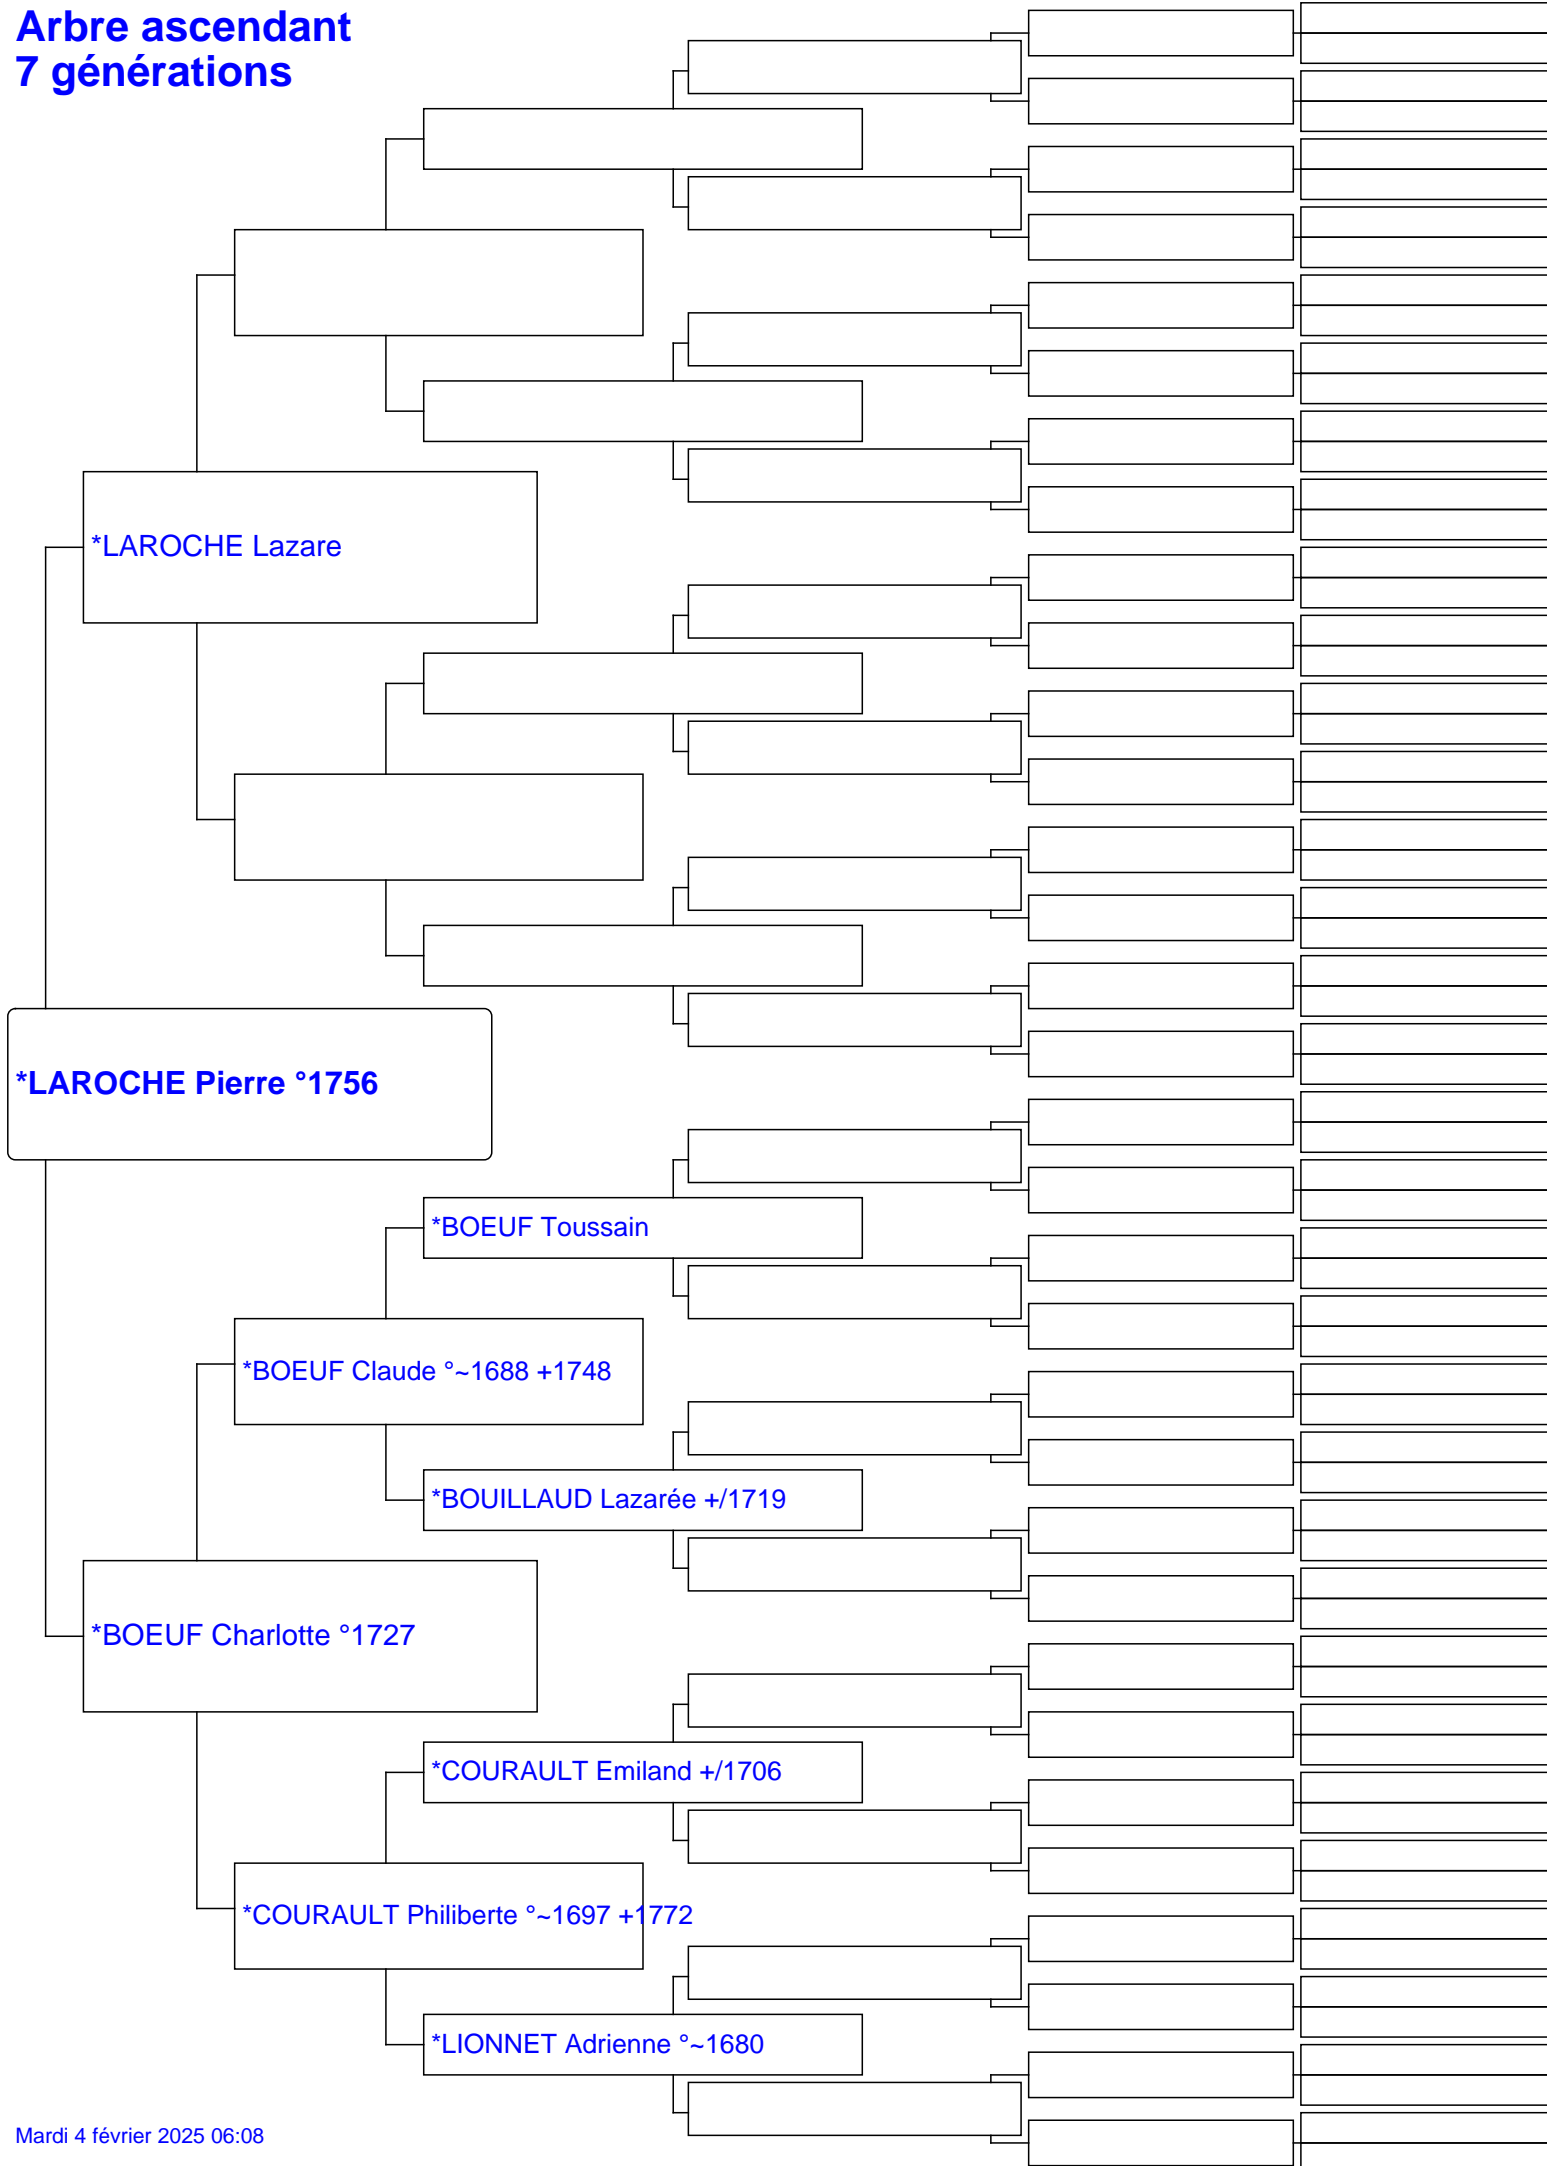 Arbre ascendant
7 générations
*LAROCHE Lazare
*LAROCHE Pierre °1756
*BOEUF Toussain
*BOEUF Claude °~1688 +1748
*BOUILLAUD Lazarée +/1719
*BOEUF Charlotte °1727
*COURAULT Emiland +/1706
*COURAULT Philiberte °~1697 +1772
*LIONNET Adrienne °~1680
Mardi 4 février 2025 06:08